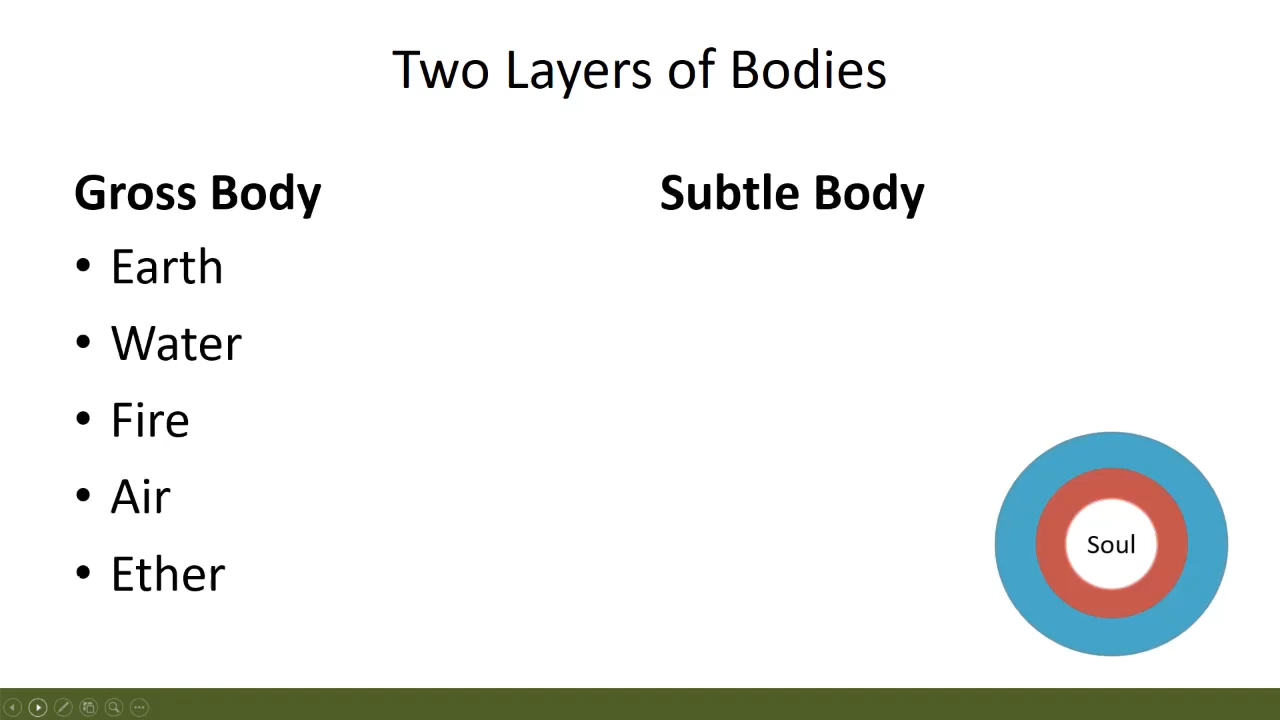 Two Layers of Bodies
Gross Body
• Earth
• Water
• Fire
• Air
• Ether
Subtle Body
Soul